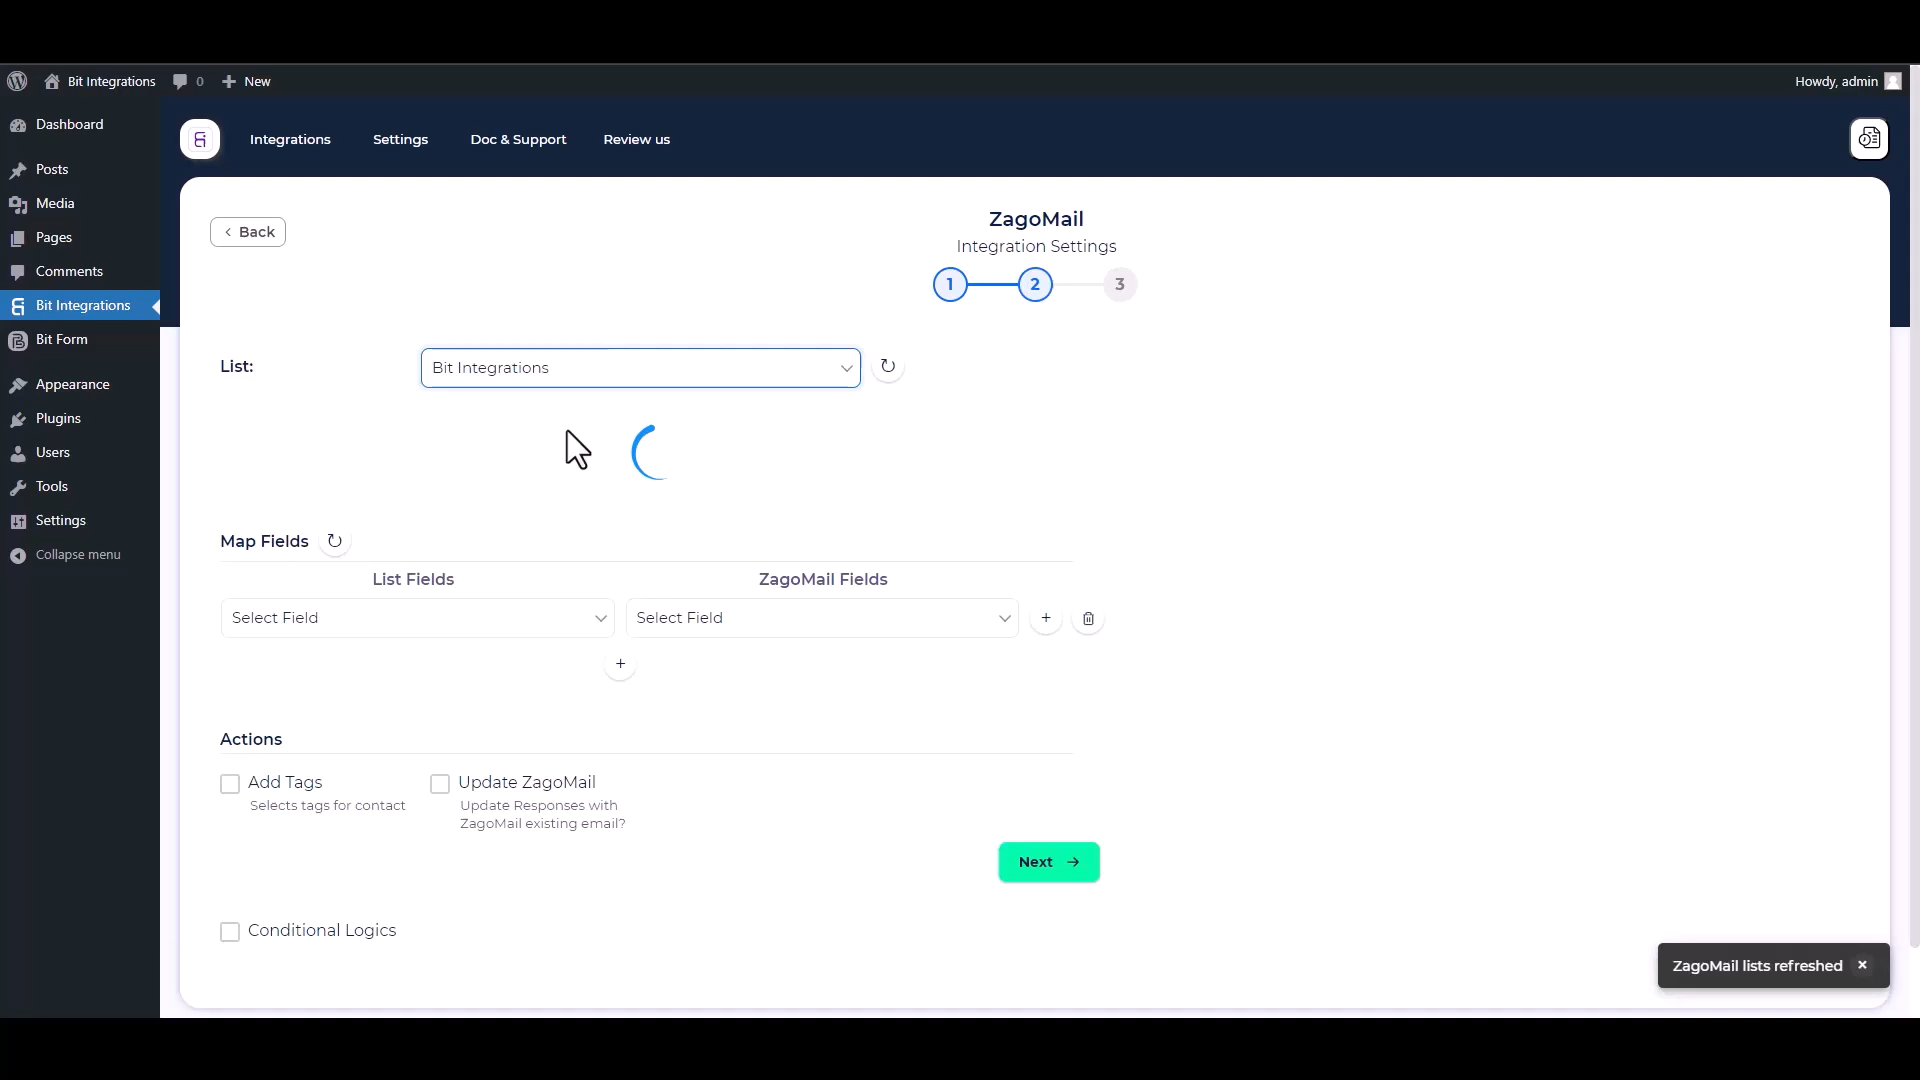 Bit Integrations
0
New
Howdy, admin
Dashboard
Posts
Media
Pages
Comments
Bit Integrations
Bit Form
Appearance
Plugins
Users
Tools
Settings
Collapse menu
Integrations
Settings
Doc & Support
Review us
Back
ZagoMail
Integration Settings
1
2
3
List:
Bit Integrations
Map Fields
List Fields
ZagoMail Fields
Select Field
Select Field
+
+
Actions
Add Tags
Selects tags for contact
Update ZagoMail
Update Responses with
ZagoMail existing email?
Next
Conditional Logics
ZagoMail lists refreshed